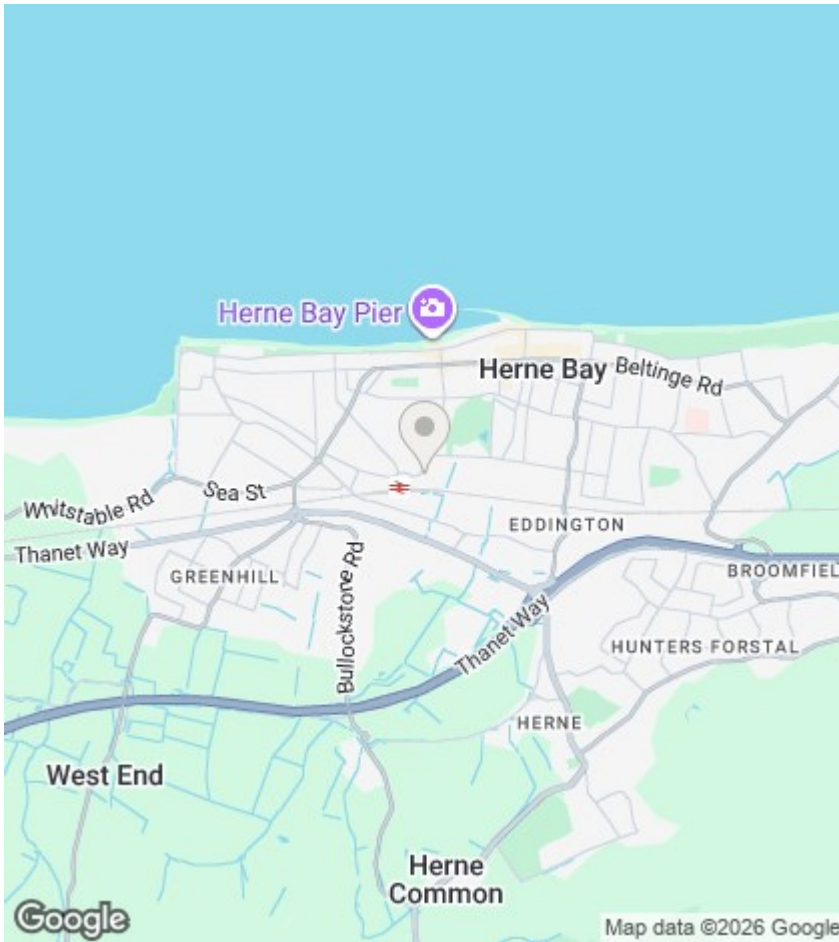 Herne Bay Pier
Herne Bay
Beltinge Rd
Whitstable Rd
Sea St
EDDINGTON
Thanet Way
GREENHILL
Bullockstone Rd
BROOMFIEL
Thanet Way
HUNTERS FORSTAL
HERNE
West End
Herne
Common
Google
Map data ©2026 Google